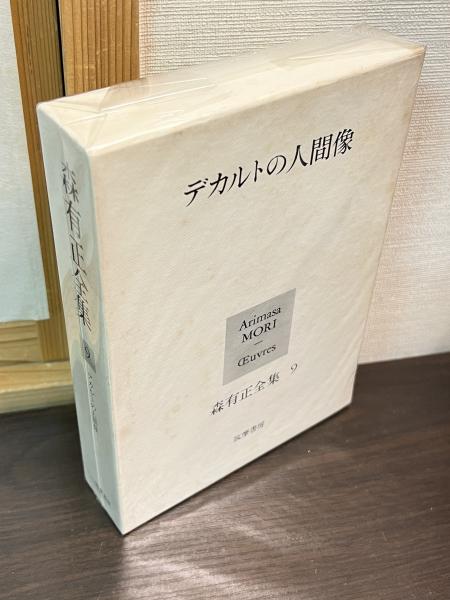 デカルトの人間像
Arimasa
MORI
Œuvres
森有正全集 9
筑摩書房
森有正全集
9